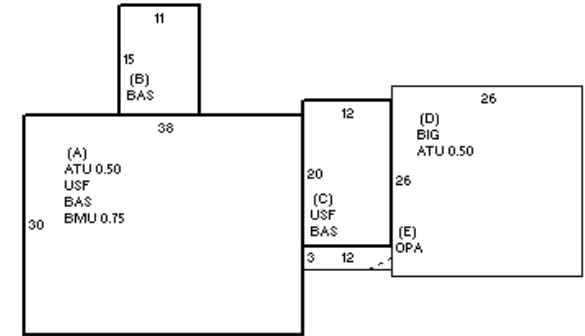 11
15
(B)
BAS
38
(A)
ATU 0.50
USF
BAS
BMU 0.75
30
12
20
(C)
USF
BAS
3 12
26
(D)
BIG
ATU 0.50
26
(E)
OPA